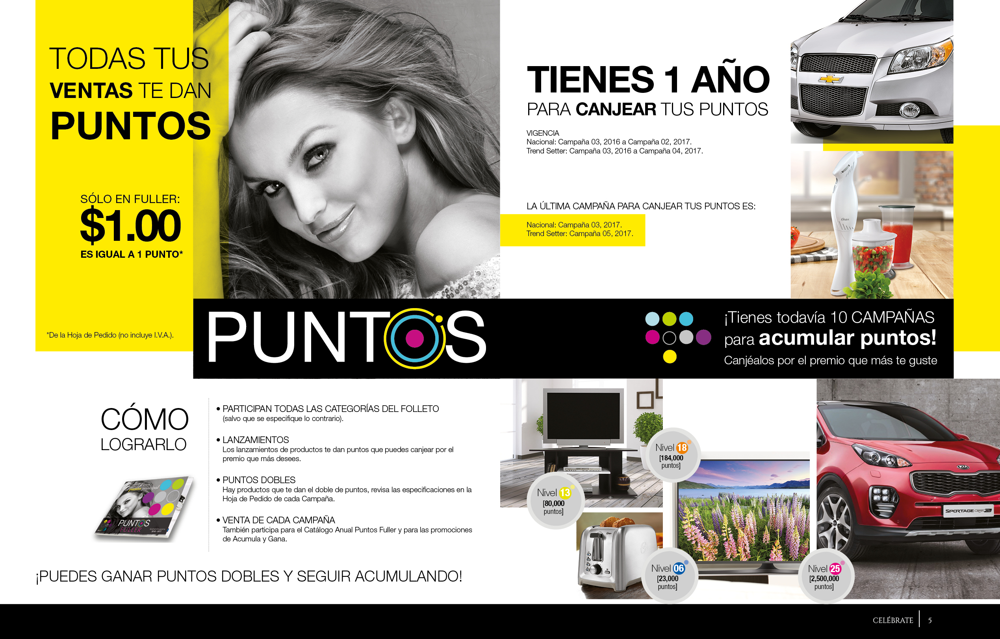 TODAS TUS
VENTAS TE DAN
PUNTOS
SÓLO EN FULLER:
$1.00
ES IGUAL A 1 PUNTO*
*De la Hoja de Pedido (no incluye I.V.A.).
TIENES 1 AÑO
PARA CANJEAR TUS PUNTOS
VIGENCIA
Nacional: Campaña 03, 2016 a Campaña 02, 2017.
Trend Setter: Campaña 03, 2016 a Campaña 04, 2017.
LA ÚLTIMA CAMPAÑA PARA CANJEAR TUS PUNTOS ES:
Nacional: Campaña 03, 2017.
Trend Setter: Campaña 05, 2017.
Oster
PUNTOS
¡Tienes todavía 10 CAMPAÑAS
para acumular puntos!
Canjéalos por el premio que más te guste
CÓMO
LOGRARLO
• PARTICIPAN TODAS LAS CATEGORÍAS DEL FOLLETO
(salvo que se especifique lo contrario).
• LANZAMIENTOS
Los lanzamientos de productos te dan puntos que puedes canjear por el
premio que más desees.
• PUNTOS DOBLES
Hay productos que te dan el doble de puntos, revisa las especificaciones en la
Hoja de Pedido de cada Campaña.
• VENTA DE CADA CAMPAÑA
También participa para el Catálogo Anual Puntos Fuller y para las promociones
de Acumula y Gana.
punto principal
PUNTOS
FULLER
2016 - 2017
¡PUEDES GANAR PUNTOS DOBLES Y SEGUIR ACUMULANDO!
Nivel 18
[184,000
puntos]
Nivel 13
[80,000
puntos]
Oster
Nivel 06
[23,000
puntos]
KIA
SPORTAGE
Nivel 25
[2,500,000
puntos]
CELÉBRATE | 5